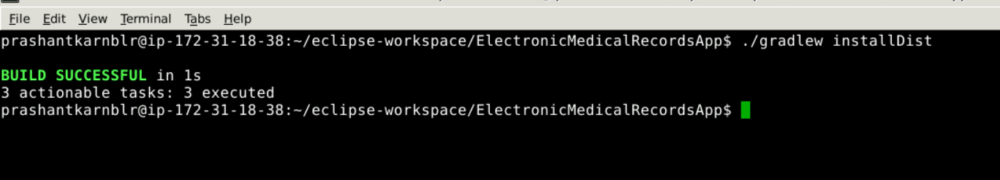 File Edit View Terminal Tabs Help
prashantkarnblr@ip-172-31-18-38:~/eclipse-workspace/ElectronicMedicalRecordsApp$ ./gradlew installDist
BUILD SUCCESSFUL in 1s
3 actionable tasks: 3 executed
prashantkarnblr@ip-172-31-18-38:~/eclipse-workspace/ElectronicMedicalRecordsApp$